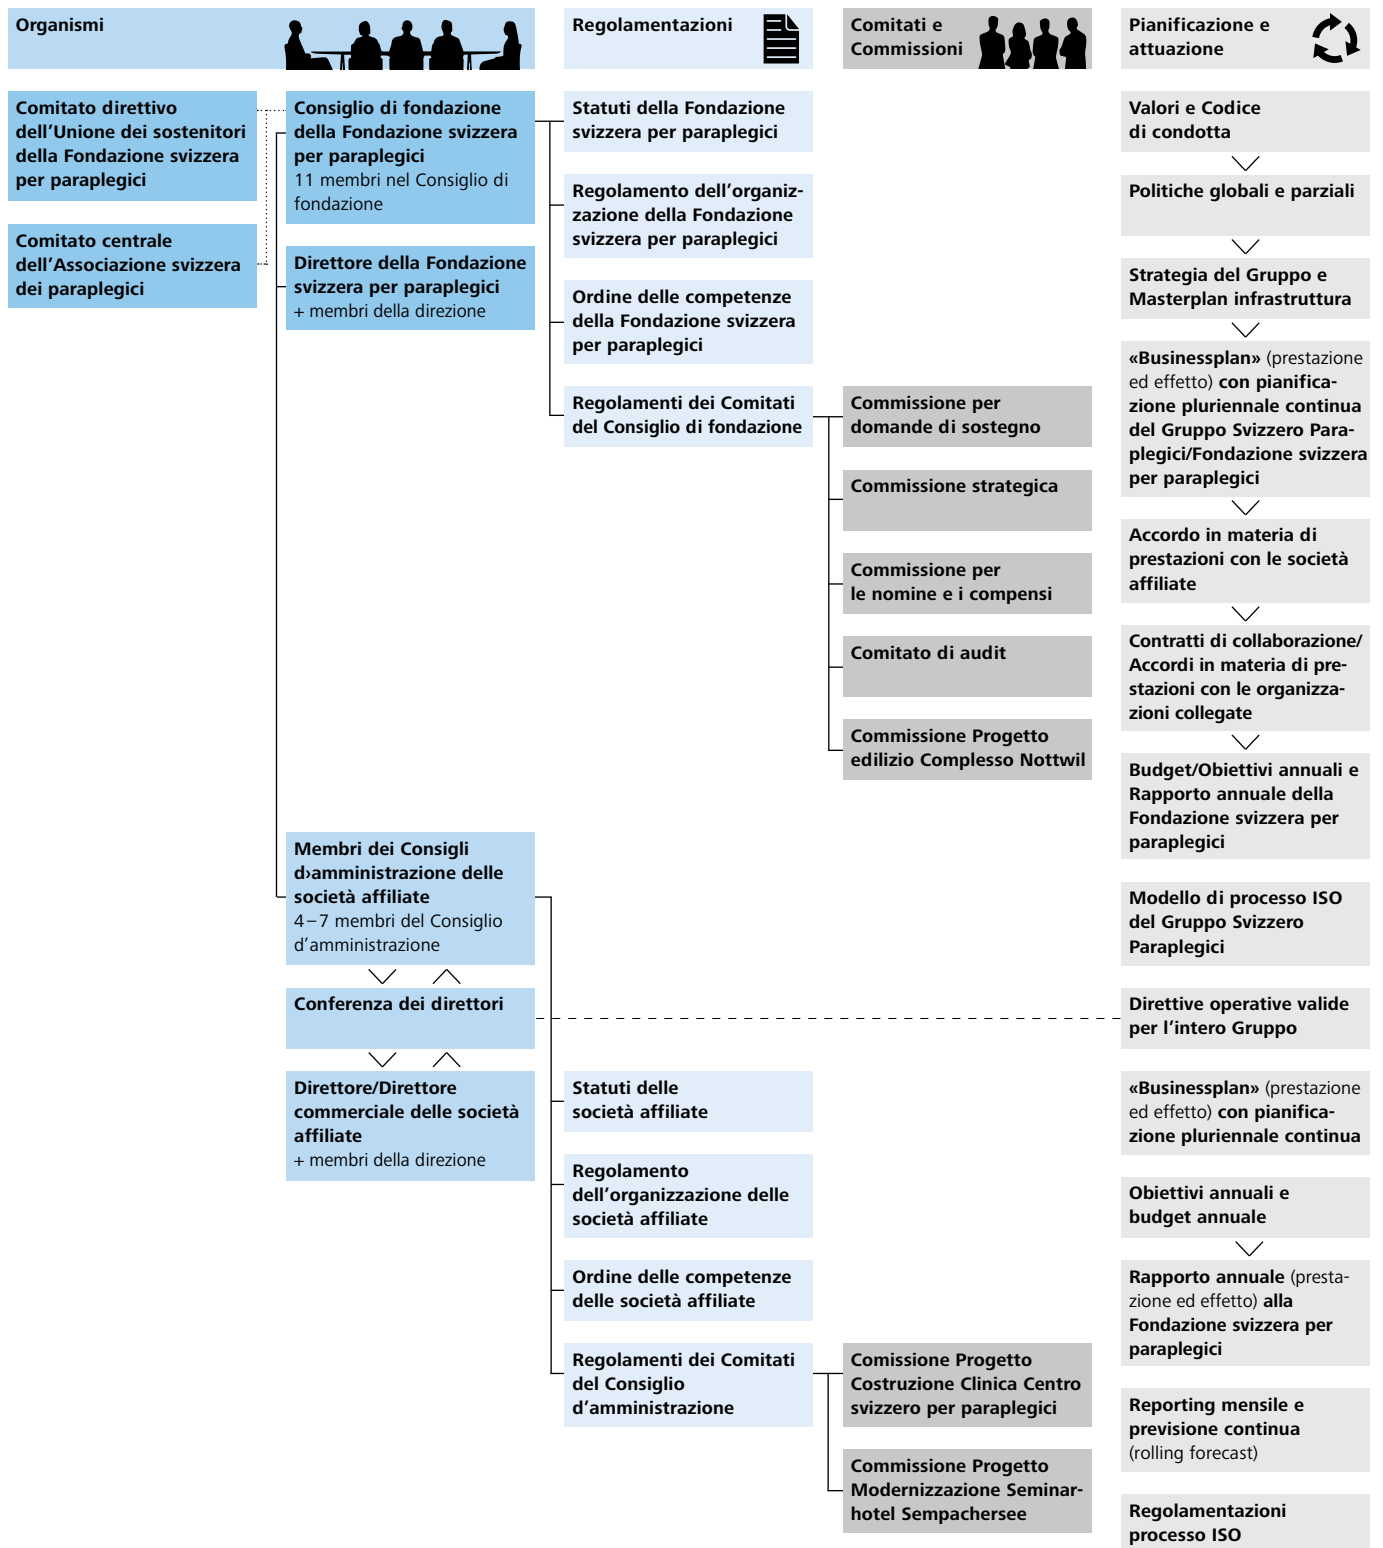 Organismi
Regolamentazioni
Comitati e
Commissioni
Pianificazione e
attuazione
Comitato direttivo
dell'Unione dei sostenitori
della Fondazione svizzera
per paraplegici
Comitato centrale
dell'Associazione svizzera
dei paraplegici
Consiglio di fondazione
della Fondazione svizzera
per paraplegici
11 membri nel Consiglio di
fondazione
Direttore della Fondazione
svizzera per paraplegici
+ membri della direzione
Membri dei Consigli
d›amministrazione delle
società affiliate
4–7 membri del Consiglio
d'amministrazione
Conferenza dei direttori
Direttore/Direttore
commerciale delle società
affiliate
+ membri della direzione
Statuti della Fondazione
svizzera per paraplegici
Regolamento dell'organiz-
zazione della Fondazione
svizzera per paraplegici
Ordine delle competenze
della Fondazione svizzera
per paraplegici
Regolamenti dei Comitati
del Consiglio di fondazione
Statuti delle
società affiliate
Regolamento
dell'organizzazione delle
società affiliate
Ordine delle competenze
delle società affiliate
Regolamenti dei Comitati
del Consiglio
d'amministrazione
Commissione per
domande di sostegno
Commissione strategica
Commissione per
le nomine e i compensi
Comitato di audit
Commissione Progetto
edilizio Complesso Nottwil
Comissione Progetto
Costruzione Clinica Centro
svizzero per paraplegici
Commissione Progetto
Modernizzazione Seminar-
hotel Sempachersee
Valori e Codice
di condotta
Politiche globali e parziali
Strategia del Gruppo e
Masterplan infrastruttura
«Businessplan» (prestazione
ed effetto) con pianifica-
zione pluriennale continua
del Gruppo Svizzero Para-
plegici/Fondazione svizzera
per paraplegici
Accordo in materia di
prestazioni con le società
affiliate
Contratti di collaborazione/
Accordi in materia di pre-
stazioni con le organizza-
zioni collegate
Budget/Obiettivi annuali e
Rapporto annuale della
Fondazione svizzera per
paraplegici
Modello di processo ISO
del Gruppo Svizzero
Paraplegici
Direttive operative valide
per l'intero Gruppo
«Businessplan» (prestazione
ed effetto) con pianifica-
zione pluriennale continua
Obiettivi annuali e
budget annuale
Rapporto annuale (presta-
zione ed effetto) alla
Fondazione svizzera per
paraplegici
Reporting mensile e
previsione continua
(rolling forecast)
Regolamentazioni
processo ISO